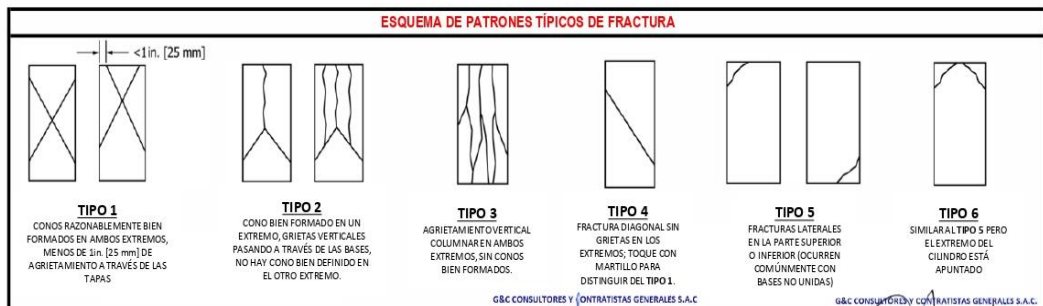 ESQUEMA DE PATRONES TÍPICOS DE FRACTURA
<1in. [25 mm]
TIPO 1
CONOS RAZONABLEMENTE BIEN
FORMADOS EN AMBOS EXTREMOS,
MENOS DE 1in. [25 mm] DE
AGRIETAMIENTO A TRAVÉS DE LAS
TAPAS
TIPO 2
CONO BIEN FORMADO EN UN
EXTREMO, GRIETAS VERTICALES
PASANDO A TRAVÉS DE LAS BASES,
NO HAY CONO BIEN DEFINIDO EN
EL OTRO EXTREMO.
TIPO 3
AGRIETAMIENTO VERTICAL
COLUMNAR EN AMBOS
EXTREMOS, SIN CONOS
BIEN FORMADOS.
TIPO 4
FRACTURA DIAGONAL SIN
GRIETAS EN LOS
EXTREMOS; TOQUE CON
MARTILLO PARA
DISTINGUIR DEL TIPO 1.
TIPO 5
FRACTURAS LATERALES
EN LA PARTE SUPERIOR
O INFERIOR (OCURREN
COMÚNMENTE CON
BASES NO UNIDAS)
TIPO 6
SIMILAR AL TIPO 5 PERO
EL EXTREMO DEL
CILINDRO ESTÁ
APUNTADO
G&C CONSULTORES Y CONTRATISTAS GENERALES S.A.C
G&C CONSULTORES Y CONTRATISTAS GENERALES S.A.C.